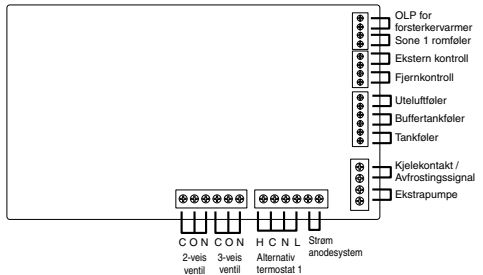 OLP for
forsterkervarmer
Sone 1 romføler
Ekstern kontroll
Fjernkontroll
Uteluftføler
Buffertankføler
Tankføler
Kjelekontakt /
Avfrostingssignal
Ekstrapumpe
C O N C O N H C N L Strøm
anodesystem
2-veis 3-veis Alternativ
ventil ventil termostat 1